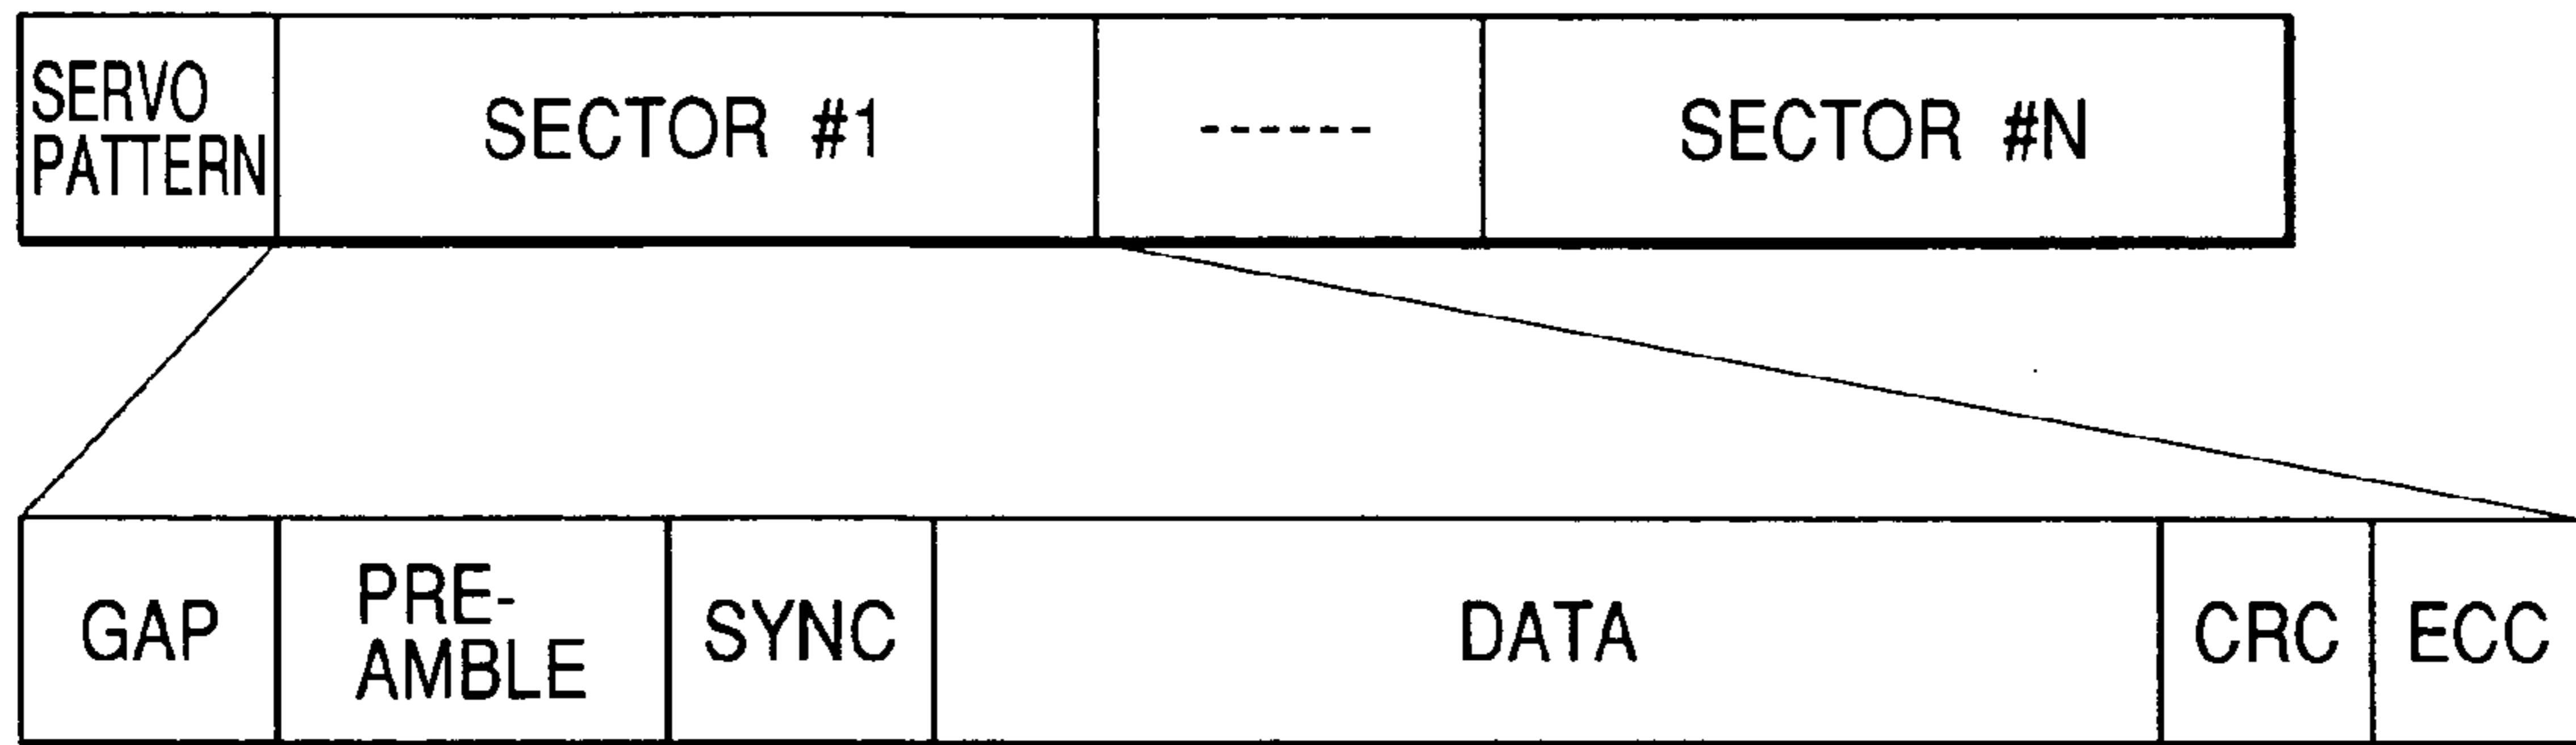 SERVO
PATTERN
SECTOR #1
------
SECTOR #N
GAP
PRE-
AMBLE
SYNC
DATA
CRC
ECC